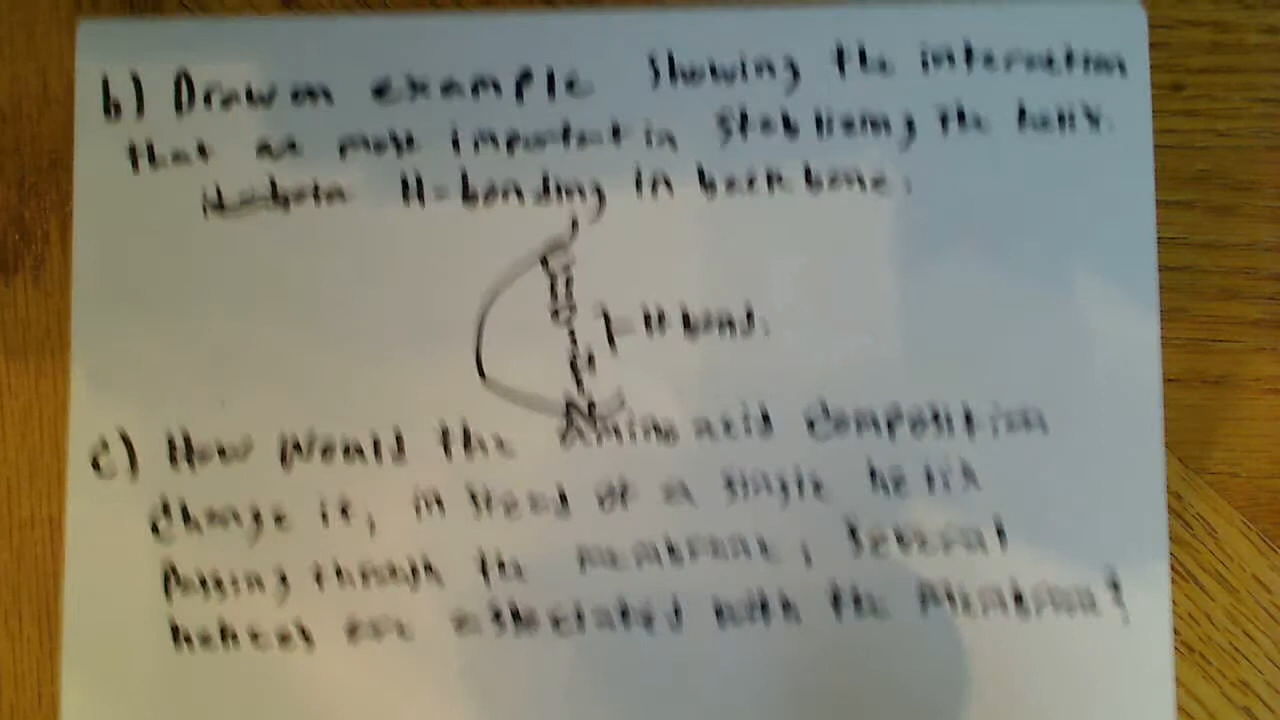 b) Draw an example showing the interaction
that are most important in stabilizing the helix.
H-bonding in backbone.
C
O
H
N
}-H bond.
c) How would the amino acid composition
change if, instead of a single helix
passing through the membrane, several
helices are associated with the membrane?